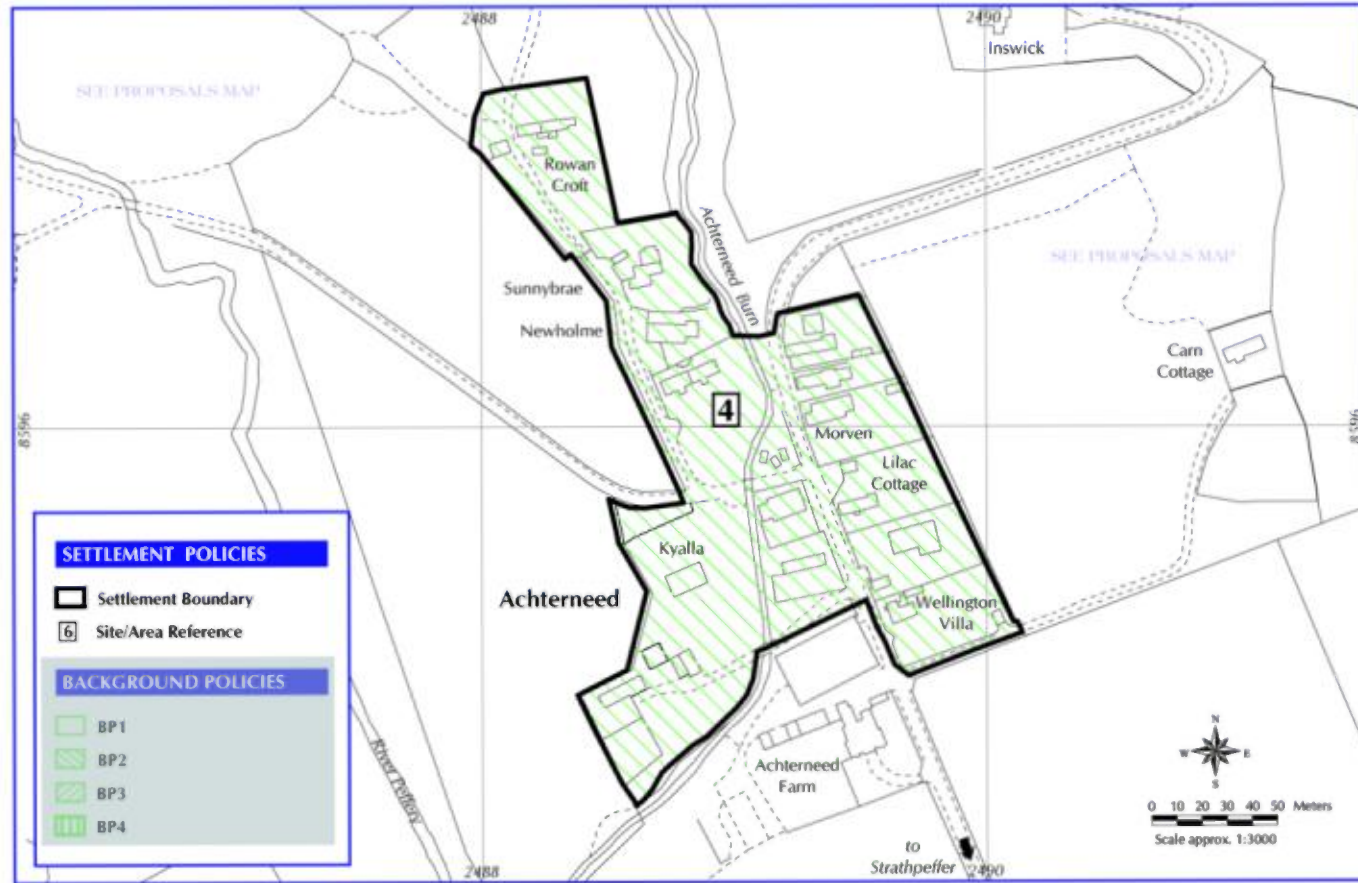 2488
2490
Inswick
SEE PROPOSALS MAP
Rowan
Croft
Achterneed Burn
SEE PROPOSALS MAP
Sunnybrae
Newholme
Carn
Cottage
4
8596
8596
Morven
Lilac
Cottage
Kyalla
Achterneed
Wellington
Villa
SETTLEMENT POLICIES
Settlement Boundary
6 Site/Area Reference
BACKGROUND POLICIES
BP1
BP2
BP3
BP4
River Peffery
Achterneed
Farm
N
W E
S
0 10 20 30 40 50 Meters
Scale approx. 1:3000
to
Strathpeffer
2488
2490